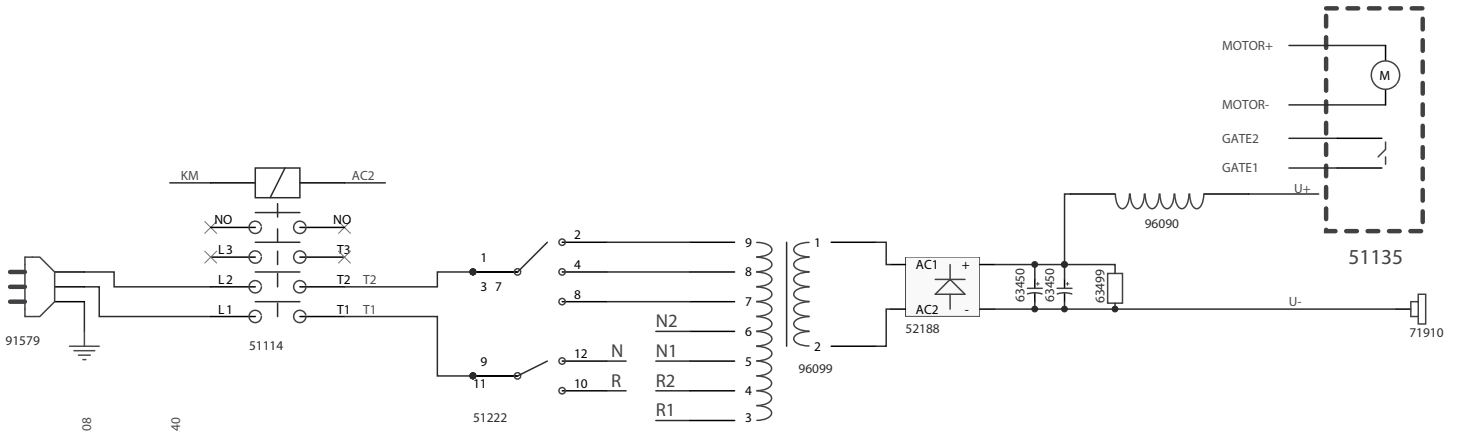 MOTOR+
M
MOTOR-
GATE2
GATE1
U+
96090
51135
KM AC2
NO NO
L3 T3
L2 T2 T2
L1 T1 T1
91579
51114
1
3 7
2
4
8
9
11
12 N
10 R
51222
9
8
7
N2 6
N1 5
R2 4
R1 3
1
2
96099
AC1 +
AC2 -
52188
63450
63450
63499
U-
71910
08
40